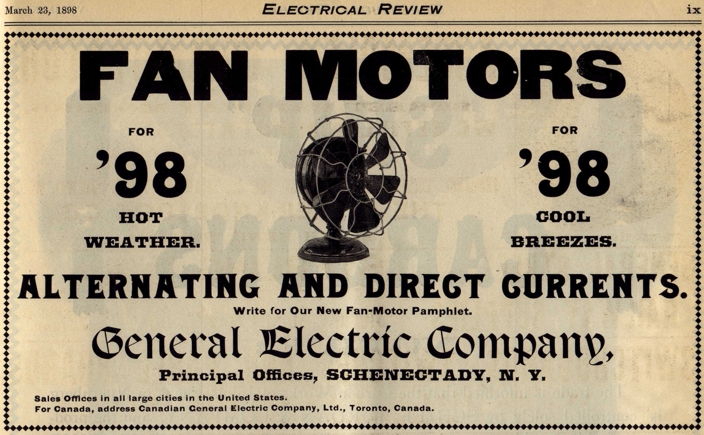 March 23, 1898
ELECTRICAL REVIEW
ix
FAN MOTORS
FOR
'98
HOT
WEATHER.
FOR
'98
COOL
BREEZES.
ALTERNATING AND DIRECT CURRENTS.
Write for Our New Fan-Motor Pamphlet.
General Electric Company,
Principal Offices, SCHENECTADY, N. Y.
Sales Offices in all large cities in the United States.
For Canada, address Canadian General Electric Company, Ltd., Toronto, Canada.